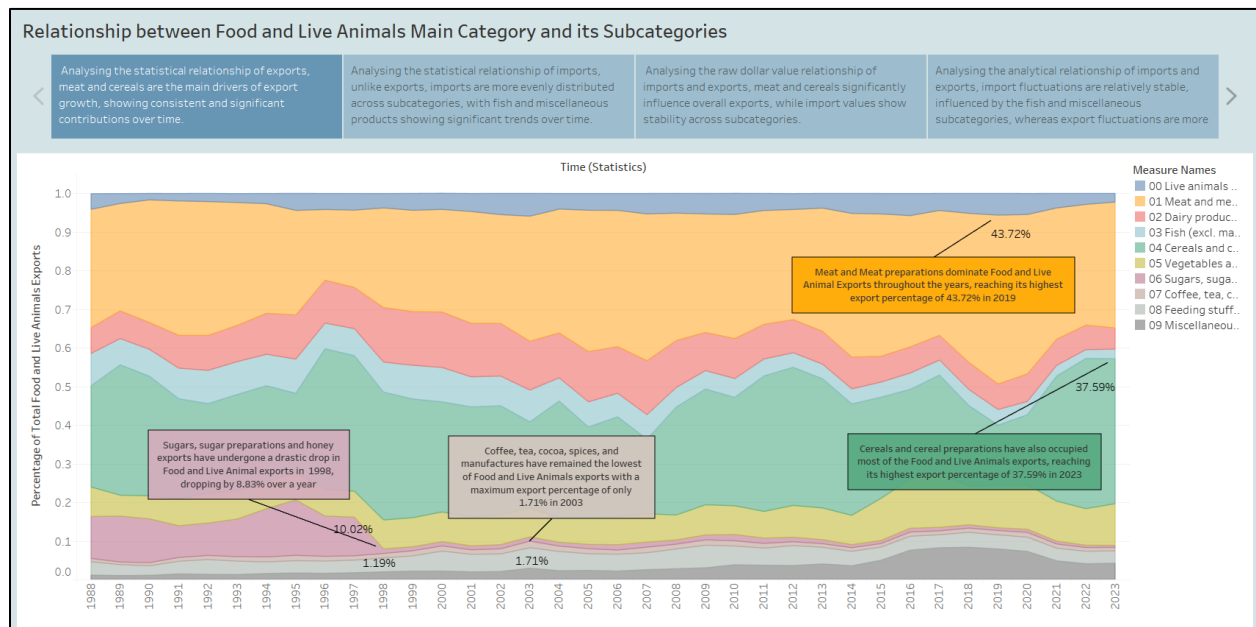 Relationship between Food and Live Animals Main Category and its Subcategories
Analysing the statistical relationship of exports,
meat and cereals are the main drivers of export
growth, showing consistent and significant
contributions over time.
Analysing the statistical relationship of imports,
unlike exports, imports are more evenly distributed
across subcategories, with fish and miscellaneous
products showing significant trends over time.
Analysing the raw dollar value relationship of
imports and exports, meat and cereals significantly
influence overall exports, while import values show
stability across subcategories.
Analysing the analytical relationship of imports and
exports, import fluctuations are relatively stable,
influenced by the fish and miscellaneous
subcategories, whereas export fluctuations are more
Time (Statistics)
Percentage of Total Food and Live Animals Exports
1.0
0.9
0.8
0.7
0.6
0.5
0.4
0.3
0.2
0.1
0.0
43.72%
Meat and Meat preparations dominate Food and Live
Animal Exports throughout the years, reaching its highest
export percentage of 43.72% in 2019
37.59%
Sugars, sugar preparations and honey
exports have undergone a drastic drop in
Food and Live Animal exports in 1998,
dropping by 8.83% over a year
Coffee, tea, cocoa, spices, and
manufactures have remained the lowest
of Food and Live Animals exports with a
maximum export percentage of only
1.71% in 2003
Cereals and cereal preparations have also occupied
most of the Food and Live Animals exports, reaching
its highest export percentage of 37.59% in 2023
10.02%
1.19%
1.71%
1988
1989
1990
1991
1992
1993
1994
1995
1996
1997
1998
1999
2000
2001
2002
2003
2004
2005
2006
2007
2008
2009
2010
2011
2012
2013
2014
2015
2016
2017
2018
2019
2020
2021
2022
2023
Measure Names
00 Live animals ..
01 Meat and me..
02 Dairy produc..
03 Fish (excl. ma..
04 Cereals and c..
05 Vegetables a..
06 Sugars, suga..
07 Coffee, tea, c..
08 Feeding stuff..
09 Miscellaneou..